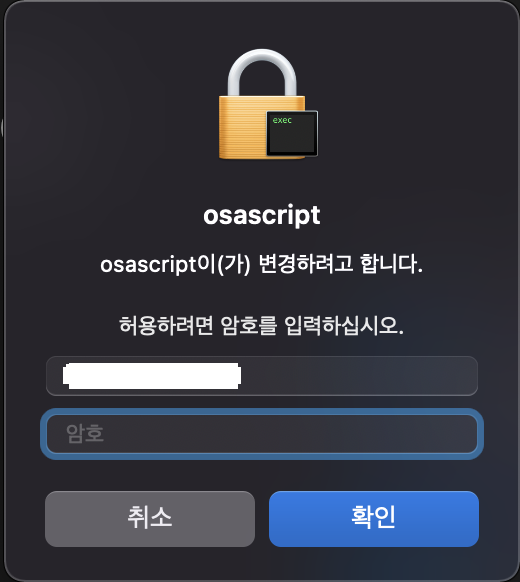 exec
osascript
osascript이(가) 변경하려고 합니다.
허용하려면 암호를 입력하십시오.
암호
취소
확인